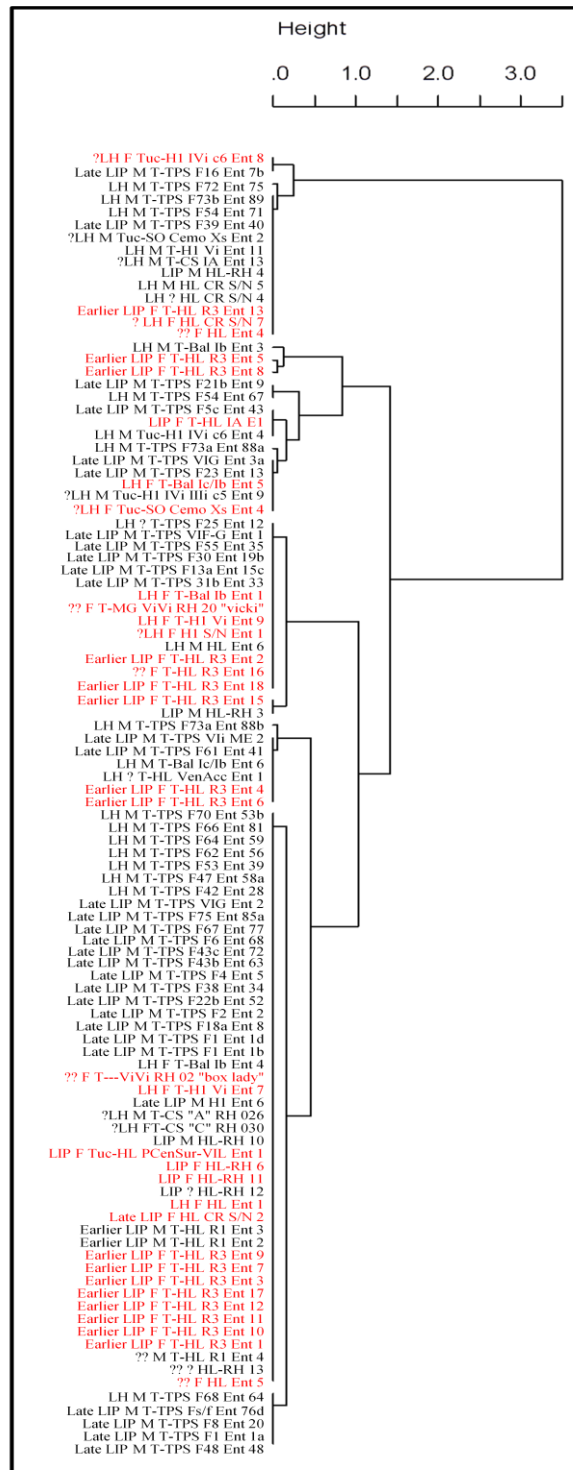 Height
.0 1.0 2.0 3.0
?LH F Tuc-H1 IVi c6 Ent 8
Late LIP M T-TPS F16 Ent 7b
LH M T-TPS F72 Ent 75
LH M T-TPS F73b Ent 89
LH M T-TPS F54 Ent 71
Late LIP M T-TPS F39 Ent 40
?LH M Tuc-SO Cemo Xs Ent 2
LH M T-H1 Vi Ent 11
?LH M T-CS IA Ent 13
LIP M HL-RH 4
LH M HL CR S/N 5
LH ? HL CR S/N 4
Earlier LIP F T-HL R3 Ent 13
? LH F HL CR S/N 7
?? F HL Ent 4
LH M T-Bal Ib Ent 3
Earlier LIP F T-HL R3 Ent 5
Earlier LIP F T-HL R3 Ent 8
Late LIP M T-TPS F21b Ent 9
LH M T-TPS F54 Ent 67
Late LIP M T-TPS F5c Ent 43
LIP F T-HL IA E1
LH M Tuc-H1 IVi c6 Ent 4
LH M T-TPS F73a Ent 88a
Late LIP M T-TPS VIG Ent 3a
Late LIP M T-TPS F23 Ent 13
LH F T-Bal Ic/Ib Ent 5
?LH M Tuc-H1 IVi IIIi c5 Ent 9
?LH F Tuc-SO Cemo Xs Ent 4
LH ? T-TPS F25 Ent 12
Late LIP M T-TPS VIF-G Ent 1
Late LIP M T-TPS F55 Ent 35
Late LIP M T-TPS F30 Ent 19b
Late LIP M T-TPS F13a Ent 15c
Late LIP M T-TPS 31b Ent 33
LH F T-Bal Ib Ent 1
?? F T-MG ViVi RH 20 "vicki"
LH F T-H1 Vi Ent 9
?LH F H1 S/N Ent 1
LH M HL Ent 6
Earlier LIP F T-HL R3 Ent 2
?? F T-HL R3 Ent 16
Earlier LIP F T-HL R3 Ent 18
Earlier LIP F T-HL R3 Ent 15
LIP M HL-RH 3
LH M T-TPS F73a Ent 88b
Late LIP M T-TPS VIi ME 2
Late LIP M T-TPS F61 Ent 41
LH M T-Bal Ic/Ib Ent 6
LH ? T-HL VenAcc Ent 1
Earlier LIP F T-HL R3 Ent 4
Earlier LIP F T-HL R3 Ent 6
LH M T-TPS F70 Ent 53b
LH M T-TPS F66 Ent 81
LH M T-TPS F64 Ent 59
LH M T-TPS F62 Ent 56
LH M T-TPS F53 Ent 39
LH M T-TPS F47 Ent 58a
LH M T-TPS F42 Ent 28
Late LIP M T-TPS VIG Ent 2
Late LIP M T-TPS F75 Ent 85a
Late LIP M T-TPS F67 Ent 77
Late LIP M T-TPS F6 Ent 68
Late LIP M T-TPS F43c Ent 72
Late LIP M T-TPS F43b Ent 63
Late LIP M T-TPS F4 Ent 5
Late LIP M T-TPS F38 Ent 34
Late LIP M T-TPS F22b Ent 52
Late LIP M T-TPS F2 Ent 2
Late LIP M T-TPS F18a Ent 8
Late LIP M T-TPS F1 Ent 1d
Late LIP M T-TPS F1 Ent 1b
LH F T-Bal Ib Ent 4
?? F T---ViVi RH 02 "box lady"
LH F T-H1 Vi Ent 7
Late LIP M H1 Ent 6
?LH M T-CS "A" RH 026
?LH FT-CS "C" RH 030
LIP M HL-RH 10
LIP F Tuc-HL PCenSur-VIL Ent 1
LIP F HL-RH 6
LIP F HL-RH 11
LIP ? HL-RH 12
LH F HL Ent 1
Late LIP F HL CR S/N 2
Earlier LIP M T-HL R1 Ent 3
Earlier LIP M T-HL R1 Ent 2
Earlier LIP F T-HL R3 Ent 9
Earlier LIP F T-HL R3 Ent 7
Earlier LIP F T-HL R3 Ent 3
Earlier LIP F T-HL R3 Ent 17
Earlier LIP F T-HL R3 Ent 12
Earlier LIP F T-HL R3 Ent 11
Earlier LIP F T-HL R3 Ent 10
Earlier LIP F T-HL R3 Ent 1
?? M T-HL R1 Ent 4
?? ? HL-RH 13
?? F HL Ent 5
LH M T-TPS F68 Ent 64
Late LIP M T-TPS Fs/f Ent 76d
Late LIP M T-TPS F8 Ent 20
Late LIP M T-TPS F1 Ent 1a
Late LIP M T-TPS F48 Ent 48